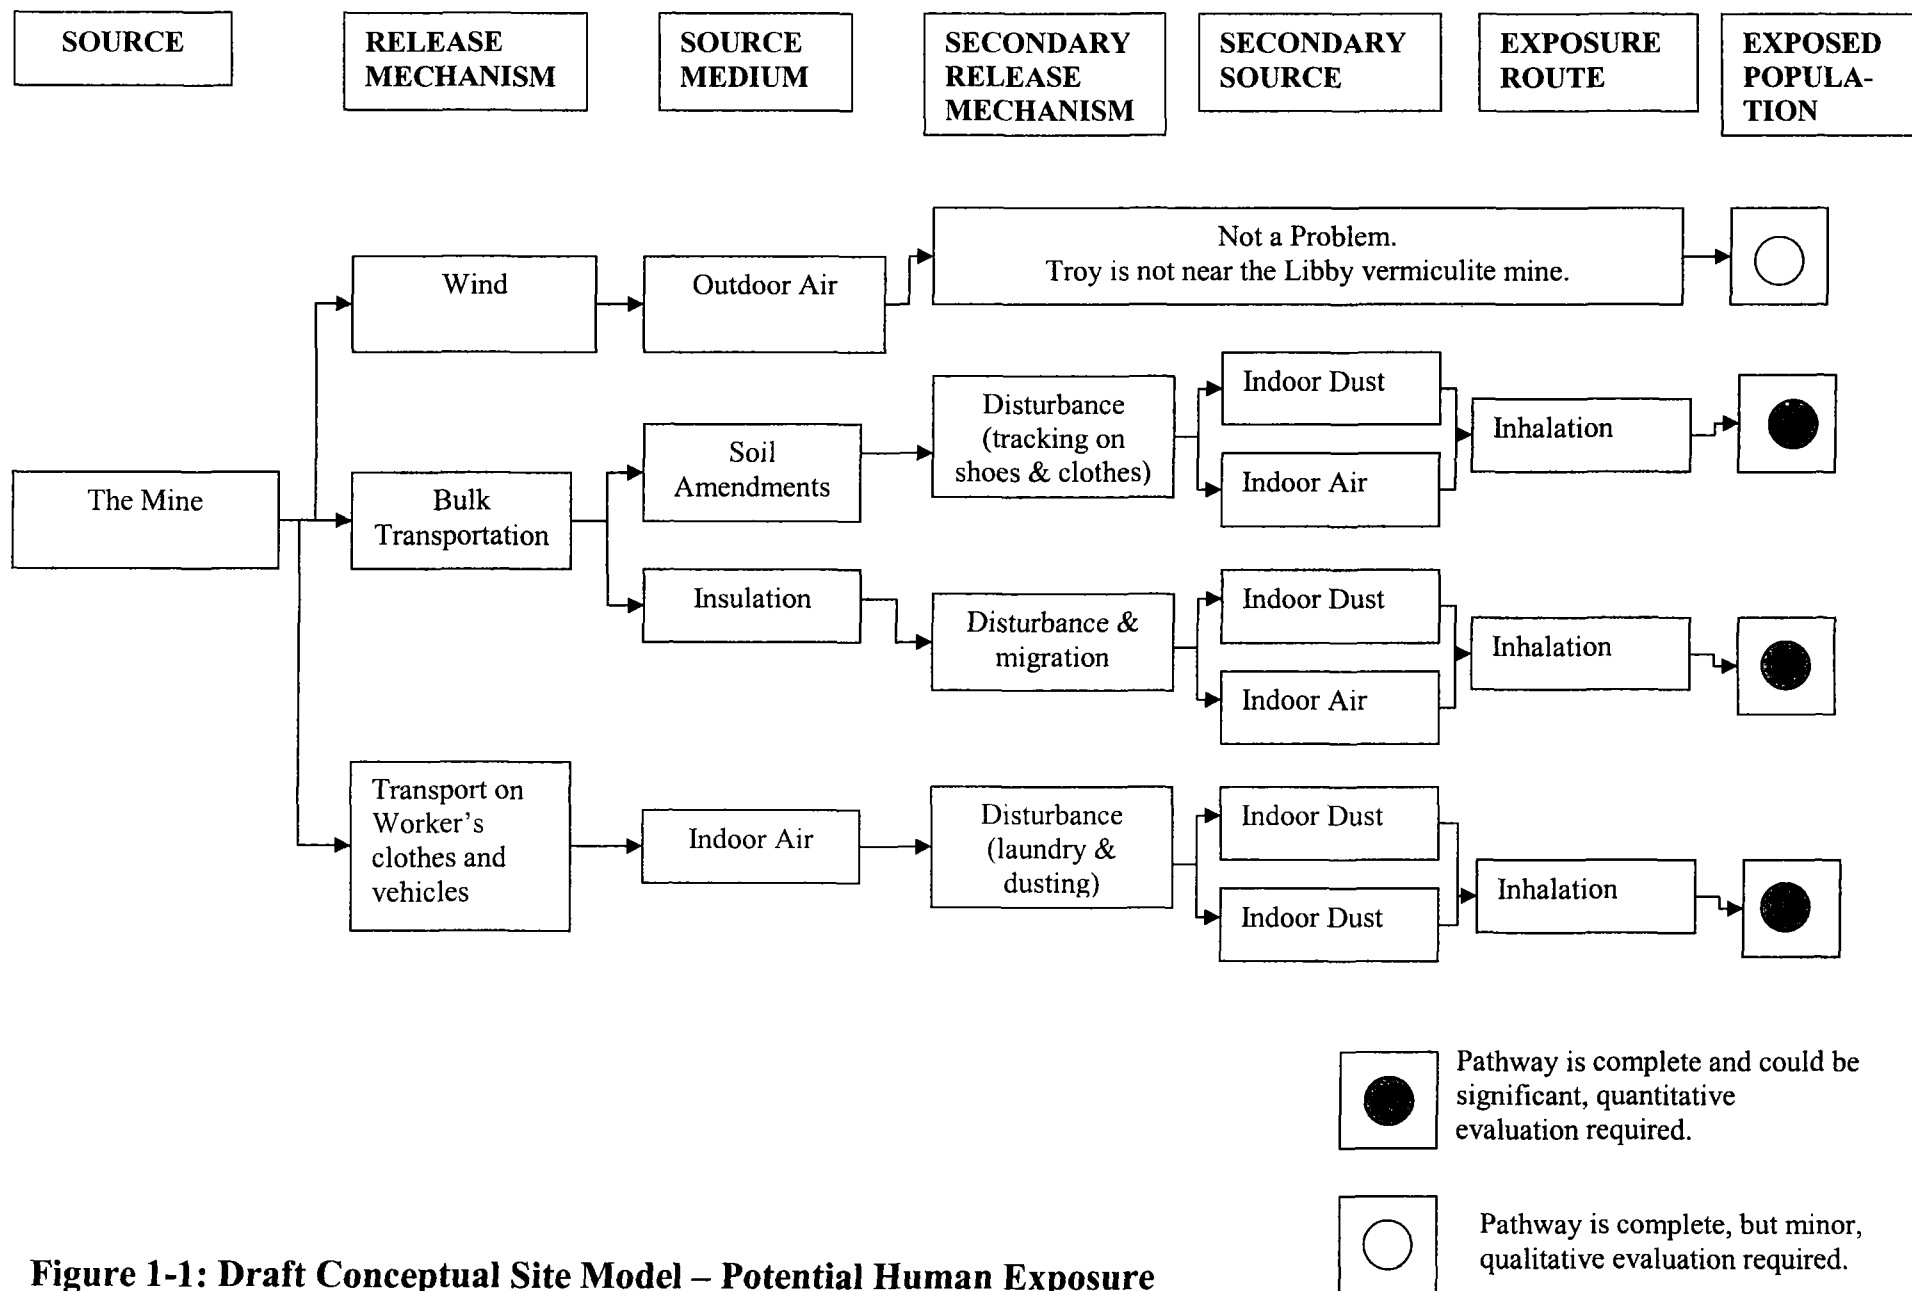 SOURCE
RELEASE
MECHANISM
SOURCE
MEDIUM
SECONDARY
RELEASE
MECHANISM
SECONDARY
SOURCE
EXPOSURE
ROUTE
EXPOSED
POPULA-
TION
Wind
Outdoor Air
Not a Problem.
Troy is not near the Libby vermiculite mine.
The Mine
Bulk
Transportation
Soil
Amendments
Disturbance
(tracking on
shoes & clothes)
Indoor Dust
Indoor Air
Inhalation
Insulation
Disturbance &
migration
Indoor Dust
Indoor Air
Inhalation
Transport on
Worker's
clothes and
vehicles
Indoor Air
Disturbance
(laundry &
dusting)
Indoor Dust
Indoor Dust
Inhalation
Pathway is complete and could be
significant, quantitative
evaluation required.
Pathway is complete, but minor,
qualitative evaluation required.
Figure 1-1: Draft Conceptual Site Model – Potential Human Exposure